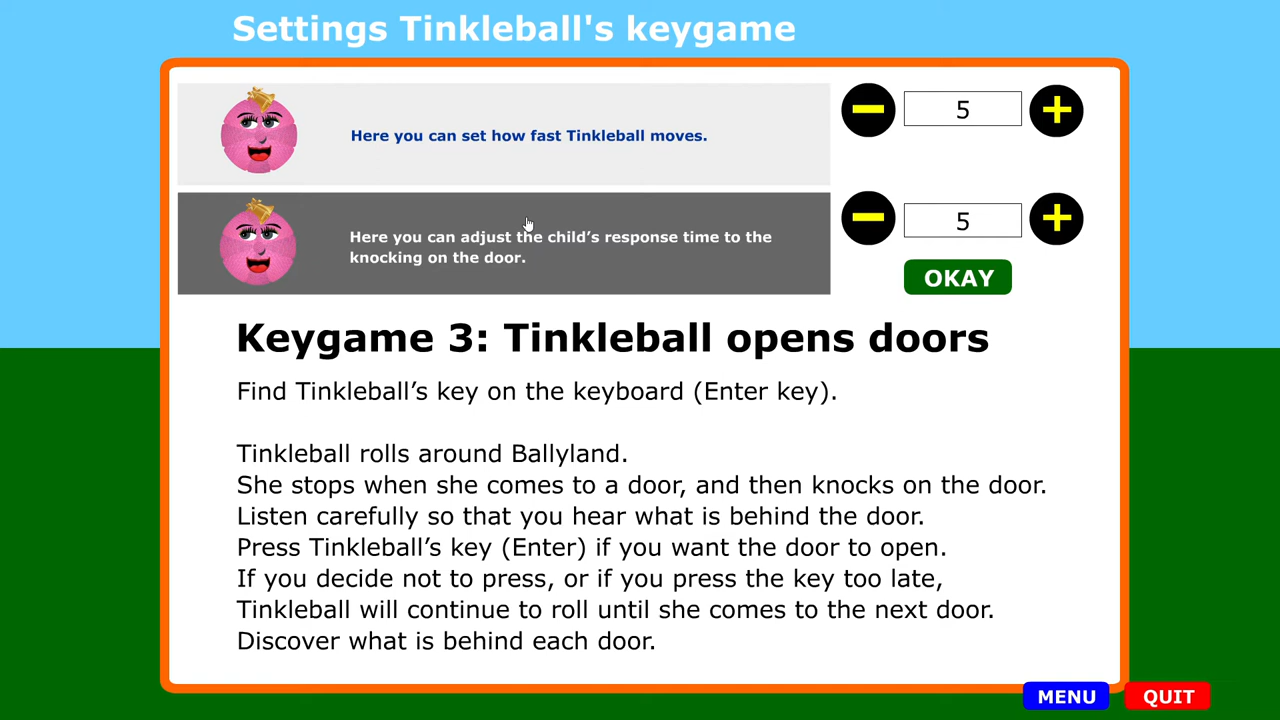 Settings Tinkleball's keygame
Here you can set how fast Tinkleball moves.
5
Here you can adjust the child’s response time to the
knocking on the door.
5
OKAY
Keygame 3: Tinkleball opens doors
Find Tinkleball’s key on the keyboard (Enter key).
Tinkleball rolls around Ballyland.
She stops when she comes to a door, and then knocks on the door.
Listen carefully so that you hear what is behind the door.
Press Tinkleball’s key (Enter) if you want the door to open.
If you decide not to press, or if you press the key too late,
Tinkleball will continue to roll until she comes to the next door.
Discover what is behind each door.
MENU QUIT